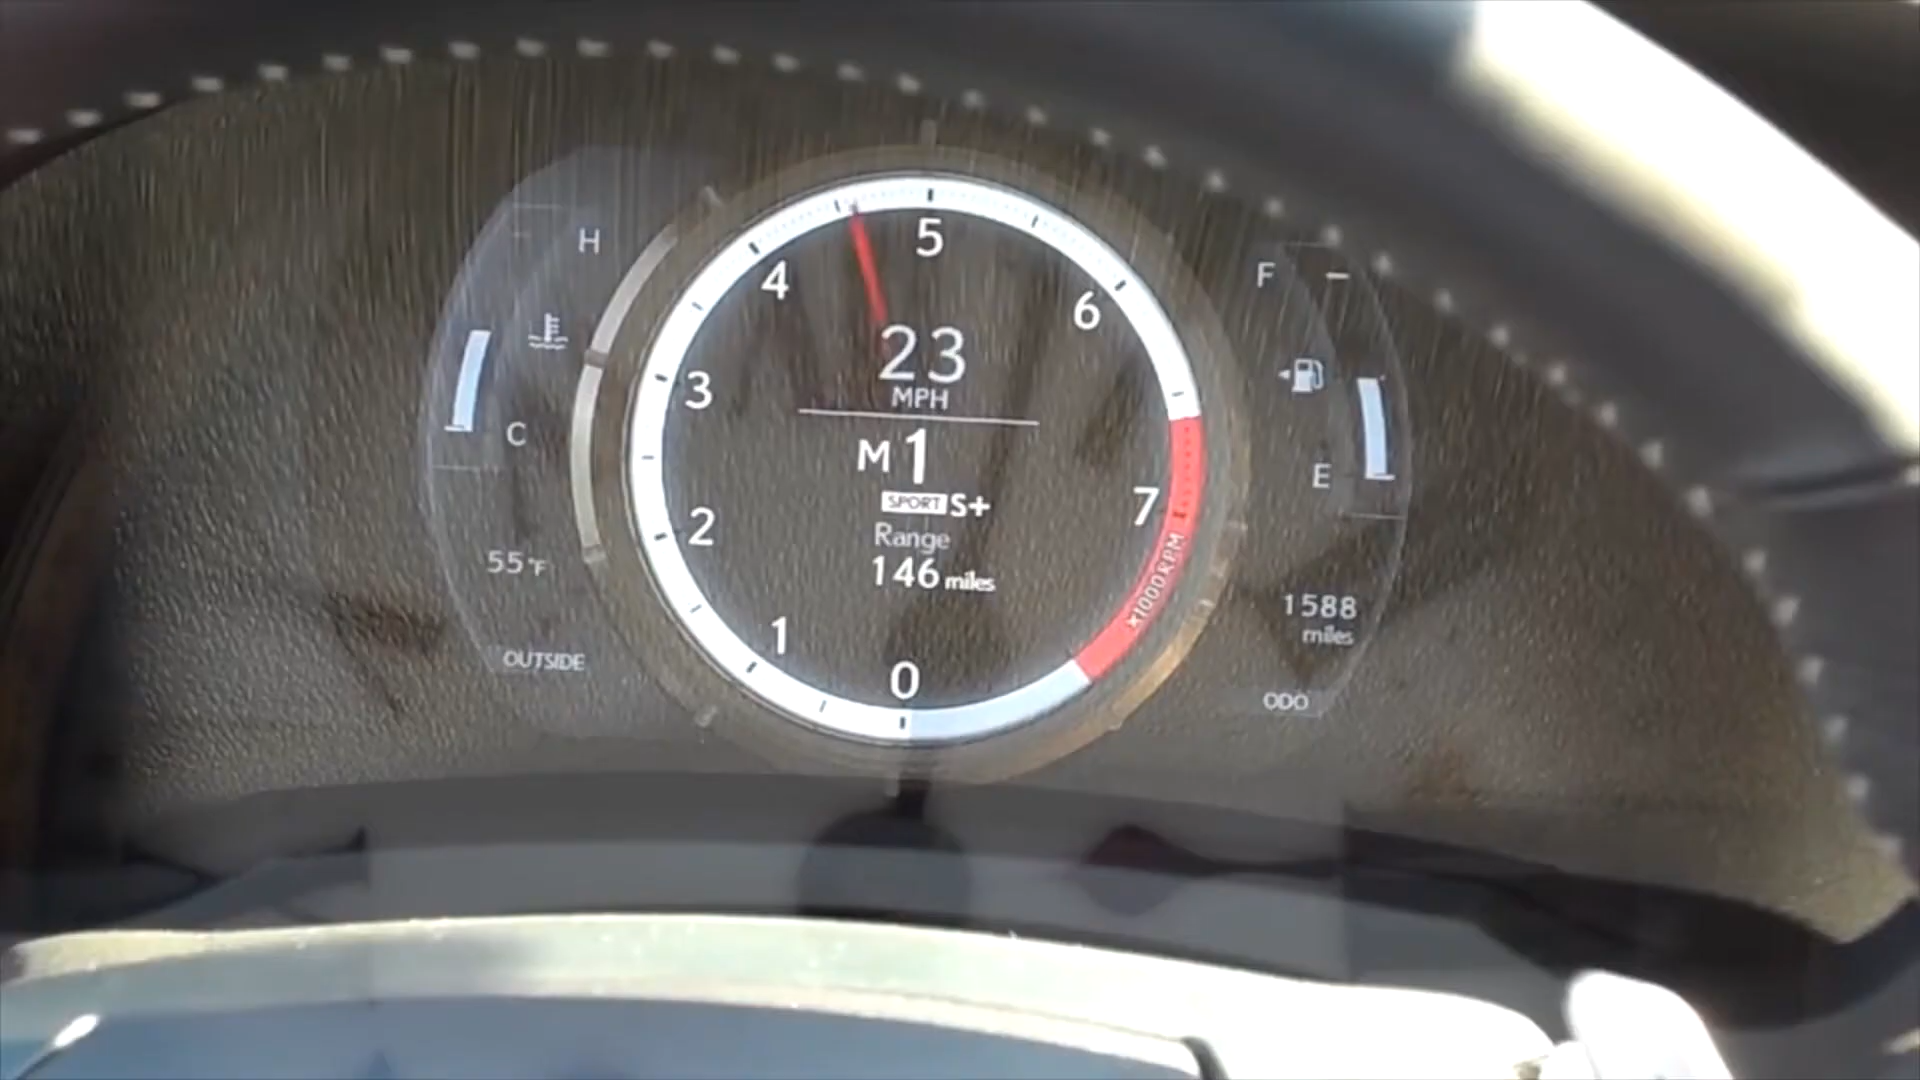 H
C
55°F
OUTSIDE
5
4
6
3
2
7
1
0
x1000RPM
23
MPH
M 1
SPORT S+
Range
146 miles
F
E
1588
miles
ODO